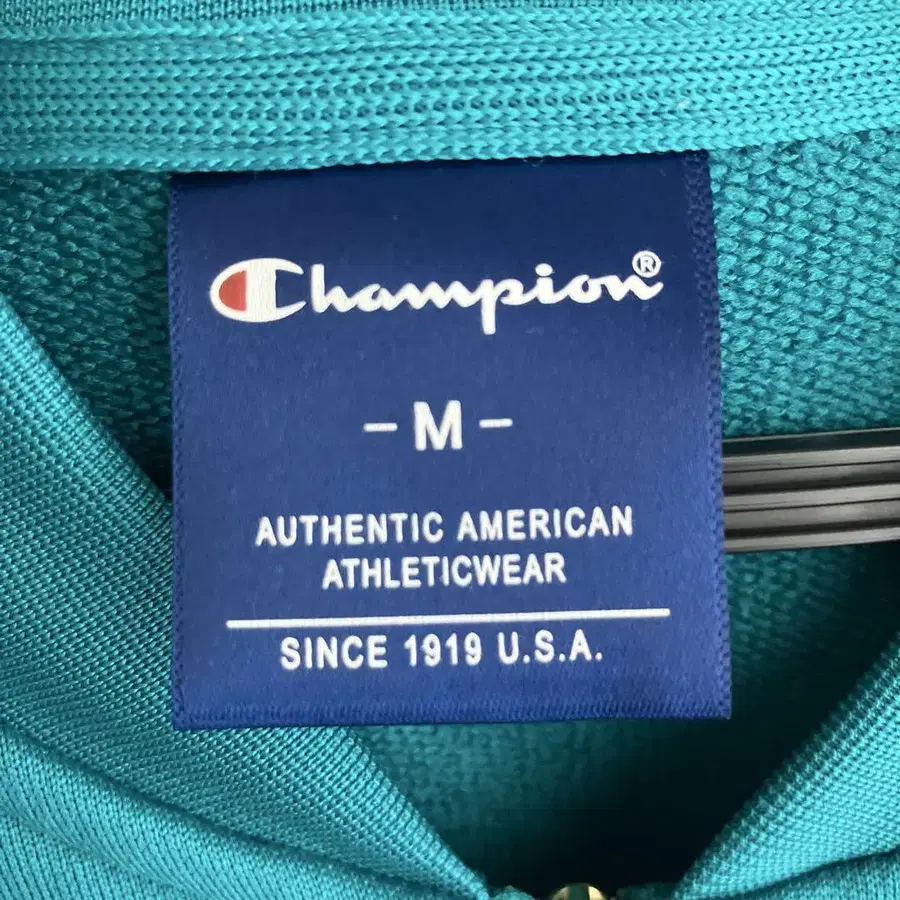 Champion®
- M -
AUTHENTIC AMERICAN
ATHLETICWEAR
SINCE 1919 U.S.A.